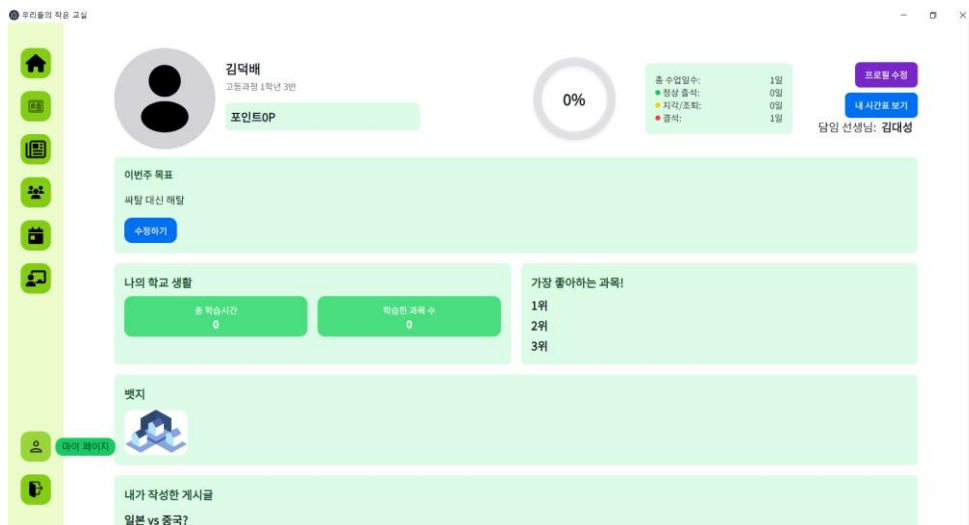 우리들의 작은 교실
김덕배
고등과정 1학년 3반
포인트0P
0%
총 수업일수: 1일
정상 출석: 0일
지각/조퇴: 0일
결석: 1일
프로필 수정
내 시간표 보기
담임 선생님: 김대성
이번주 목표
싸탈 대신 해탈
수정하기
나의 학교 생활
총 학습시간
0
학습한 과목 수
0
가장 좋아하는 과목!
1위
2위
3위
뱃지
마이 페이지
내가 작성한 게시글
일본 vs 중국?